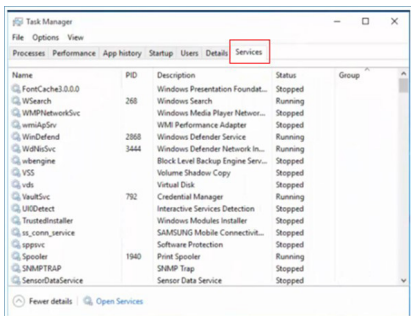 Task Manager
File Options View
Processes Performance App history Startup Users Details Services
Name PID Description Status Group
FontCache3.0.0.0 Windows Presentation Foundat... Stopped
WSearch 268 Windows Search Running
WMPNetworkSvc Windows Media Player Networ... Stopped
wmiApSrv WMI Performance Adapter Stopped
WinDefend 2868 Windows Defender Service Running
WdNisSvc 3444 Windows Defender Network In... Running
wbengine Block Level Backup Engine Serv... Stopped
VSS Volume Shadow Copy Stopped
vds Virtual Disk Stopped
VaultSvc 792 Credential Manager Running
UI0Detect Interactive Services Detection Stopped
TrustedInstaller Windows Modules Installer Stopped
ss_conn_service SAMSUNG Mobile Connectivit... Stopped
sppsvc Software Protection Stopped
Spooler 1940 Print Spooler Running
SNMPTRAP SNMP Trap Stopped
SensorDataService Sensor Data Service Stopped
Fewer details Open Services